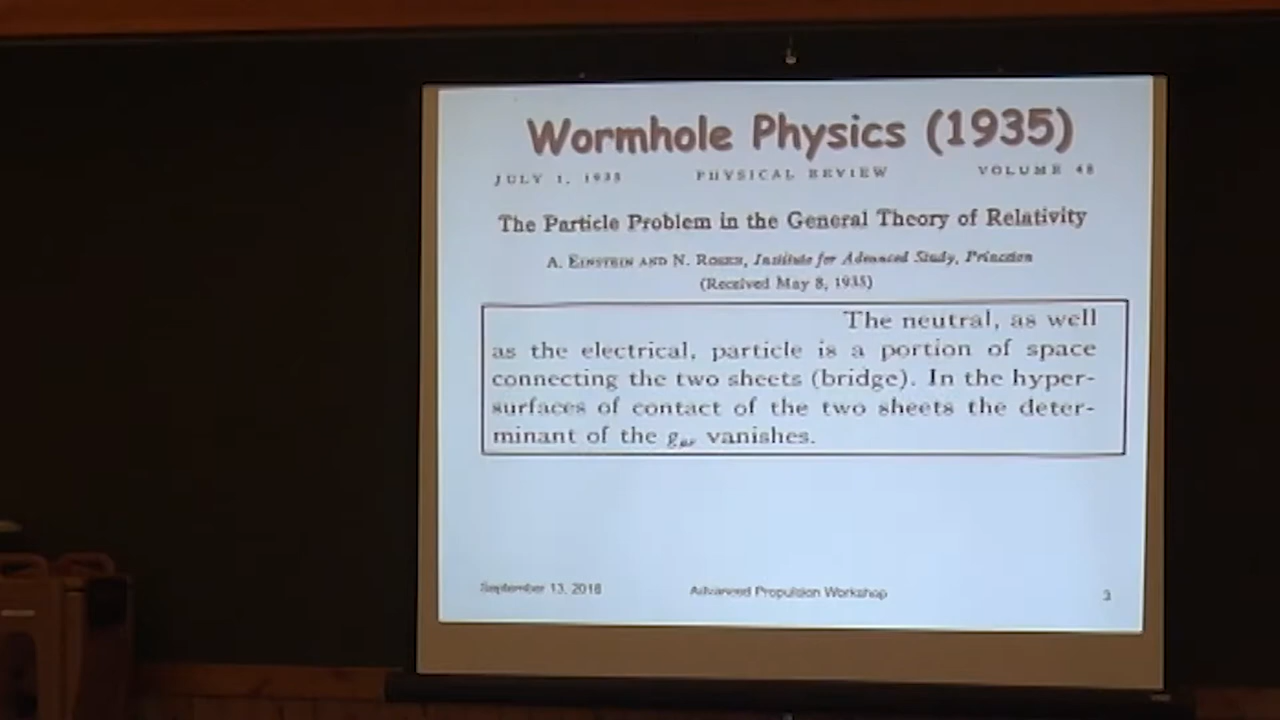 Wormhole Physics (1935)
JULY 1, 1935 PHYSICAL REVIEW VOLUME 48
The Particle Problem in the General Theory of Relativity
A. EINSTEIN AND N. ROSEN, Institute for Advanced Study, Princeton
(Received May 8, 1935)
The neutral, as well
as the electrical, particle is a portion of space
connecting the two sheets (bridge). In the hyper-
surfaces of contact of the two sheets the deter-
minant of the gμν vanishes.
September 13, 2016 Advanced Propulsion Workshop 3